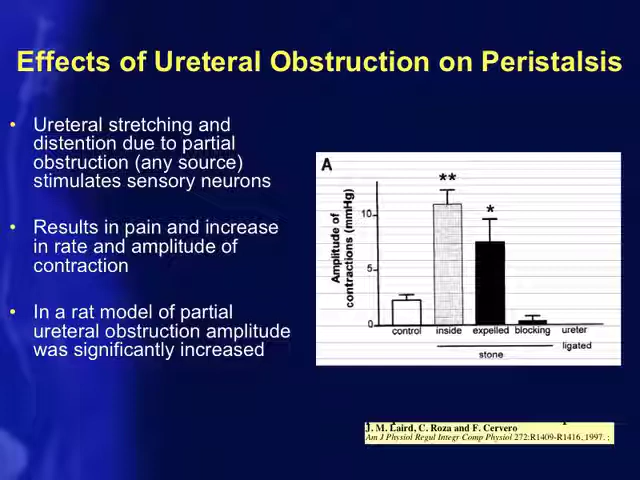 Effects of Ureteral Obstruction on Peristalsis
• Ureteral stretching and
distention due to partial
obstruction (any source)
stimulates sensory neurons
• Results in pain and increase
in rate and amplitude of
contraction
• In a rat model of partial
ureteral obstruction amplitude
was significantly increased
A
Amplitude of
contractions (mmHg)
10
5
0
**
*
control inside expelled blocking ureter
ligated
stone
J. M. Laird, C. Roza and F. Cervero
Am J Physiol Regul Integr Comp Physiol 272:R1409-R1416, 1997. ;